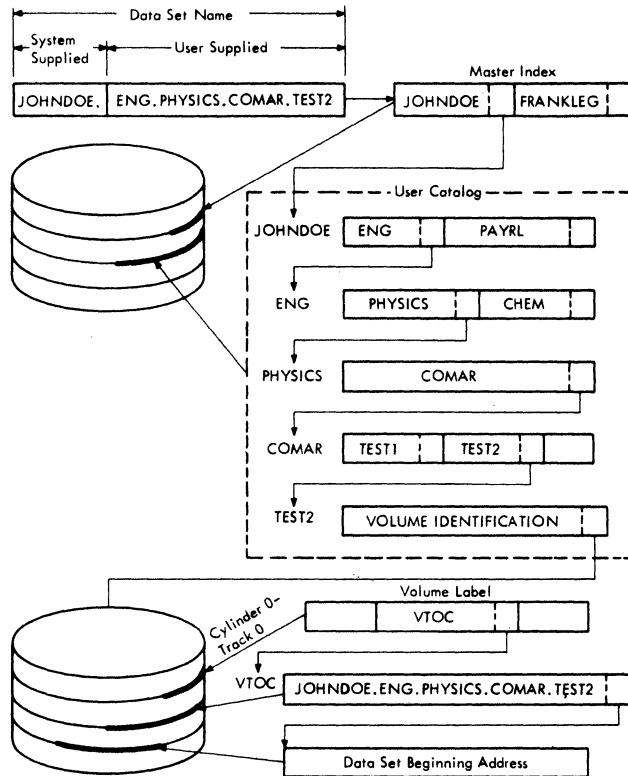 Data Set Name
System
Supplied
User Supplied
JOHNDOE. ENG.PHYSICS.COMAR.TEST2
Master Index
JOHNDOE FRANKLEG
User Catalog
JOHNDOE ENG PAYRL
ENG PHYSICS CHEM
PHYSICS COMAR
COMAR TEST1 TEST2
TEST2 VOLUME IDENTIFICATION
Volume Label
Cylinder 0-
Track 0
VTOC
VTOC JOHNDOE.ENG.PHYSICS.COMAR.TEST2
Data Set Beginning Address